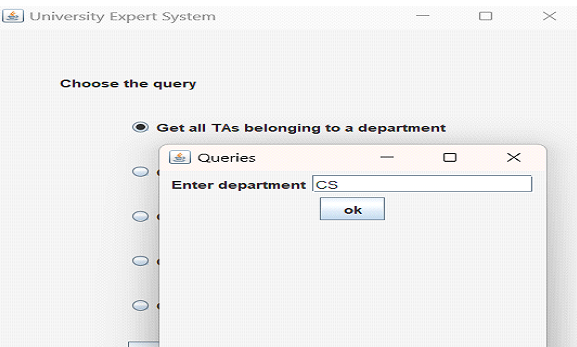 University Expert System
Choose the query
Get all TAs belonging to a department
Queries
Enter department CS
ok